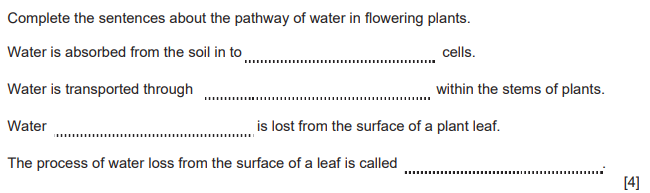 Complete the sentences about the pathway of water in flowering plants.
Water is absorbed from the soil in to ........................................ cells.
Water is transported through ........................................ within the stems of plants.
Water ........................................ is lost from the surface of a plant leaf.
The process of water loss from the surface of a leaf is called ........................................ .
[4]